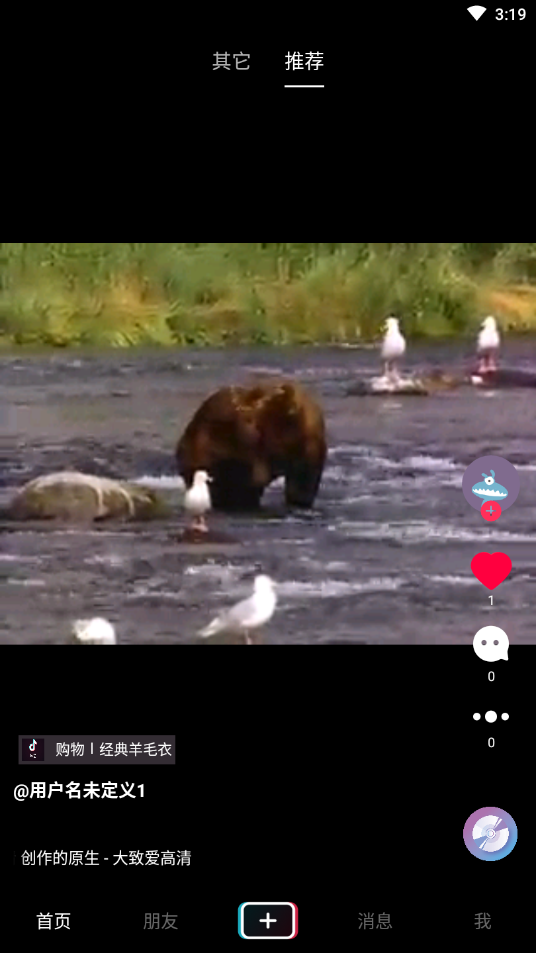 3:19
其它 推荐
1
0
0
购物 | 经典羊毛衣
@用户名未定义1
创作的原生 - 大致爱高清
首页 朋友 消息 我